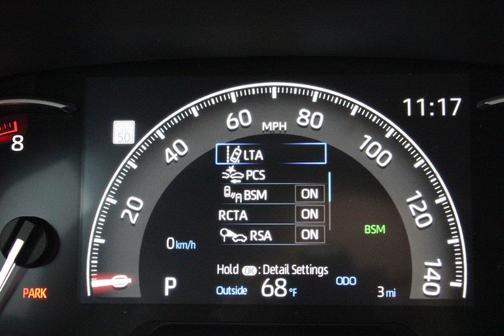 11:17
60 MPH 80
50
40 100
8
LTA
PCS
BSM ON
20 120
RCTA ON
RSA ON
BSM
0 km/h
Hold OK : Detail Settings
140
PARK
P
Outside 68 °F
ODO
3 mi